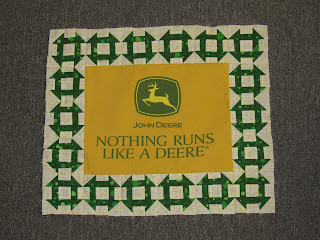 JOHN DEERE
NOTHING RUNS
LIKE A DEERE®